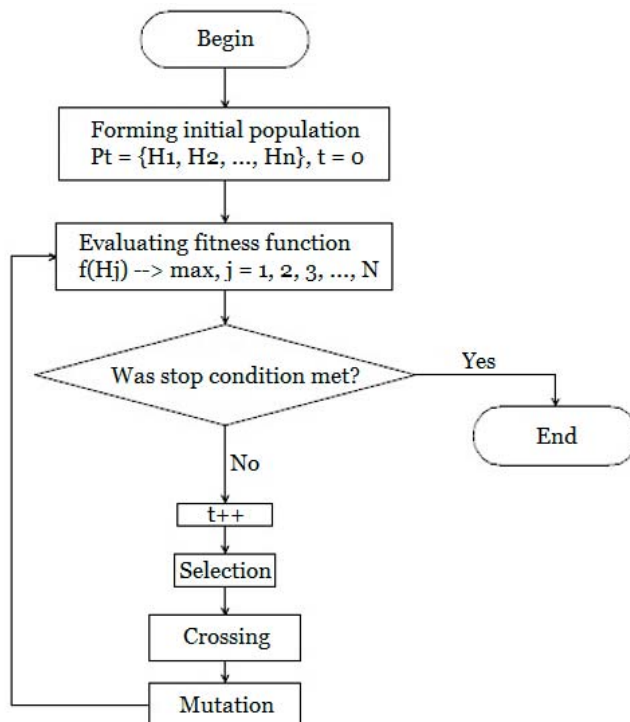 Begin
Forming initial population
Pt = {H1, H2, ..., Hn}, t = 0
Evaluating fitness function
f(Hj) --> max, j = 1, 2, 3, ..., N
Was stop condition met?
Yes
End
No
t++
Selection
Crossing
Mutation